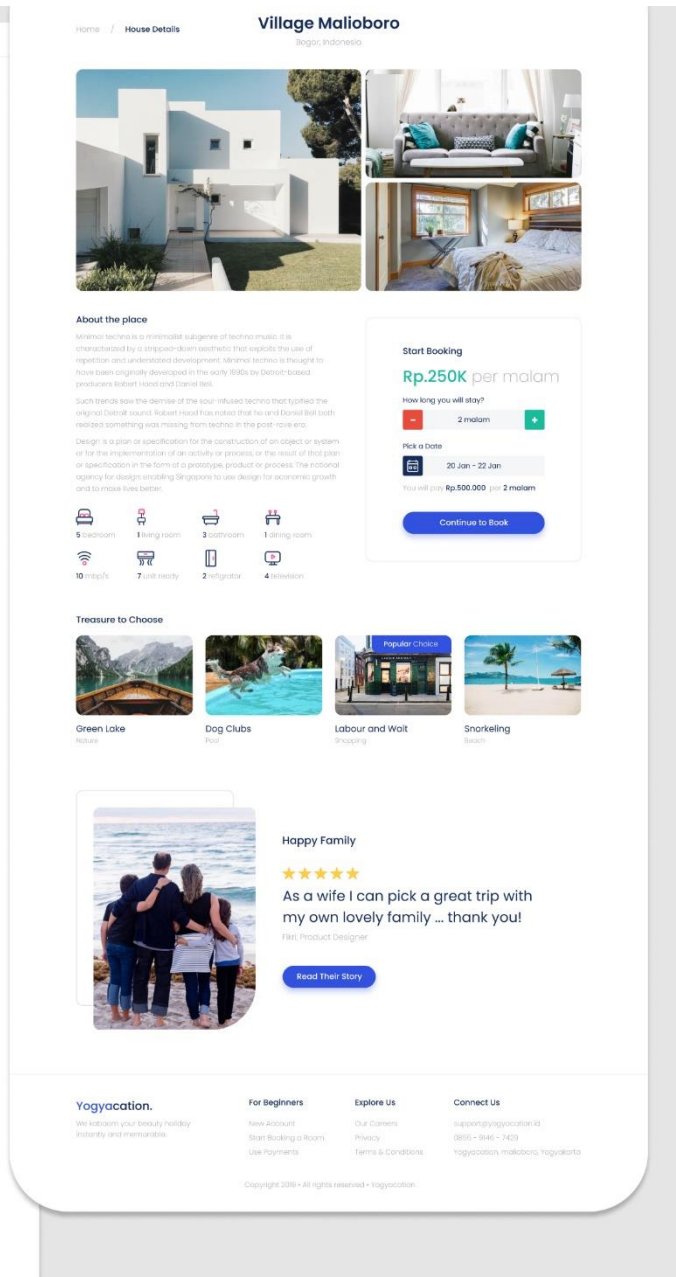 Home / House Details
Village Malioboro
Bogor, Indonesia
About the place
Minimal techno is a minimalist subgenre of techno music. It is
characterized by a stripped-down aesthetic that exploits the use of
repetition and understated development. Minimal techno is thought to
have been originally developed in the early 1990s by Detroit-based
producers Robert Hood and Daniel Bell.
Such trends saw the demise of the soul-infused techno that typified the
original Detroit sound. Robert Hood has noted that he and Daniel Bell both
realized something was missing from techno in the post-rave era.
Design is a plan or specification for the construction of an object or system
or for the implementation of an activity or process, or the result of that plan
or specification in the form of a prototype, product or process. The national
agency for design: enabling Singapore to use design for economic growth
and to make lives better.
5 bedroom
1 living room
3 bathroom
1 dining room
10 mbp/s
7 unit ready
2 refigrator
4 television
Start Booking
Rp.250K per malam
How long you will stay?
- 2 malam +
Pick a Date
20 Jan - 22 Jan
You will pay Rp.500.000 per 2 malam
Continue to Book
Treasure to Choose
Popular Choice
Green Lake
Nature
Dog Clubs
Pool
Labour and Wait
Shopping
Snorkeling
Beach
Happy Family
As a wife I can pick a great trip with
my own lovely family ... thank you!
Fikri, Product Designer
Read Their Story
Yogyacation.
We kaboom your beauty holiday
instantly and memorable.
For Beginners
New Account
Start Booking a Room
Use Payments
Explore Us
Our Careers
Privacy
Terms & Conditions
Connect Us
support@yogyacation.id
0856 - 9146 - 7429
Yogyacation, malioboro, Yogyakarta
Copyright 2019 • All rights reserved • Yogyacation